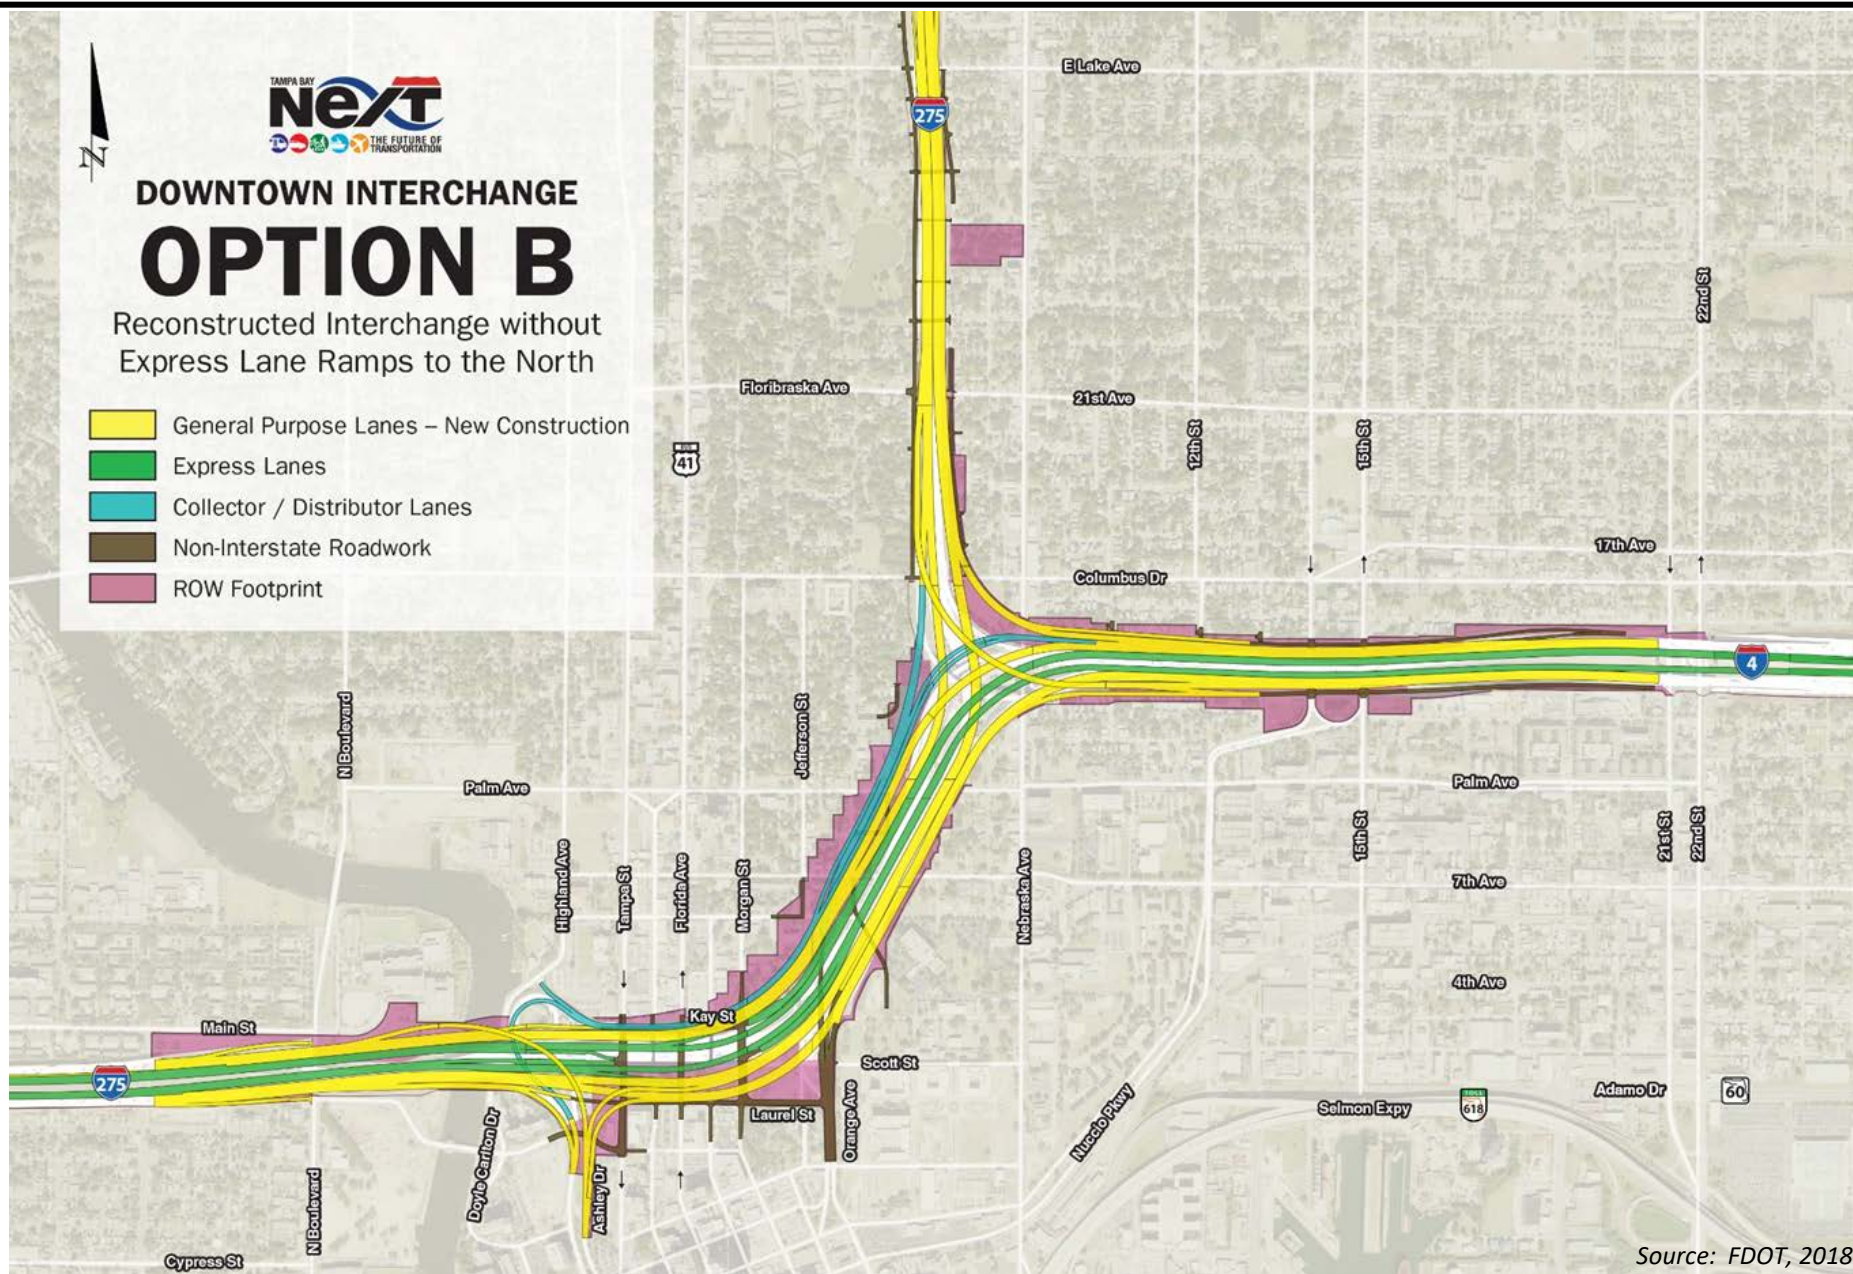 TAMPA BAY
NEXT
THE FUTURE OF
TRANSPORTATION
N
DOWNTOWN INTERCHANGE
OPTION B
Reconstructed Interchange without
Express Lane Ramps to the North
General Purpose Lanes – New Construction
Express Lanes
Collector / Distributor Lanes
Non-Interstate Roadwork
ROW Footprint
E Lake Ave
275
22nd St
Floribraska Ave
21st Ave
12th St
15th St
41
17th Ave
Columbus Dr
4
N Boulevard
Jefferson St
Palm Ave
Palm Ave
Highland Ave
Tampa St
Florida Ave
Morgan St
Nebraska Ave
15th St
21st St
22nd St
7th Ave
4th Ave
Main St
Kay St
275
Scott St
Laurel St
Orange Ave
Nuccio Pkwy
Selmon Expy
TOLL
618
Adamo Dr
60
Doyle Carlton Dr
Ashley Dr
N Boulevard
Cypress St
Source: FDOT, 2018